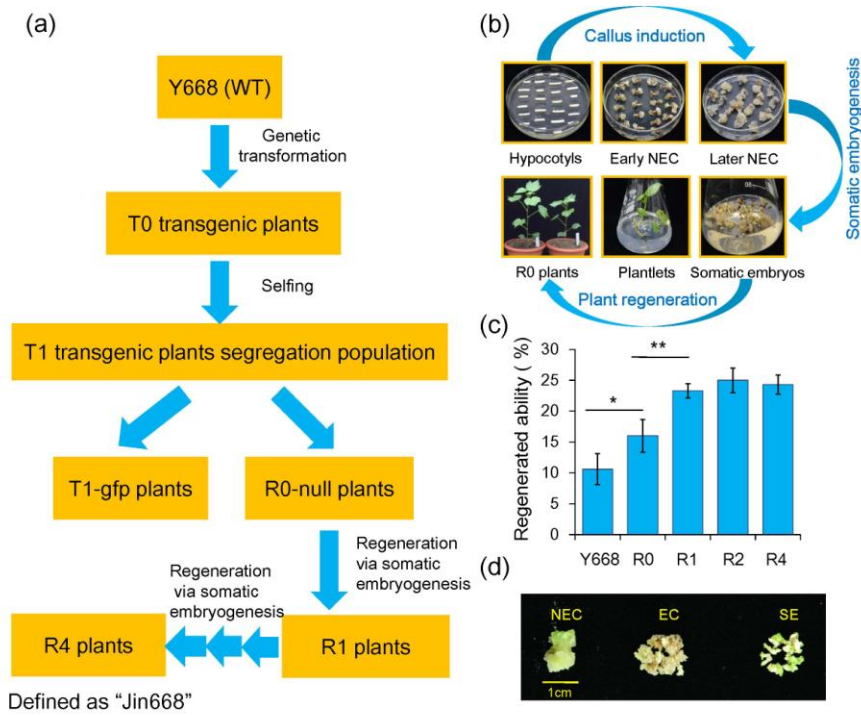 (a)
Y668 (WT)
Genetic
transformation
T0 transgenic plants
Selfing
T1 transgenic plants segregation population
T1-gfp plants
R0-null plants
Regeneration
via somatic
embryogenesis
Regeneration
via somatic
embryogenesis
R4 plants
R1 plants
Defined as “Jin668”
(b)
Callus induction
Hypocotyls
Early NEC
Later NEC
Somatic embryogenesis
R0 plants
Plantlets
Somatic embryos
Plant regeneration
(c)
Regenerated ability ( %)
30
25
20
15
10
5
0
*
**
Y668
R0
R1
R2
R4
(d)
NEC
EC
SE
1cm